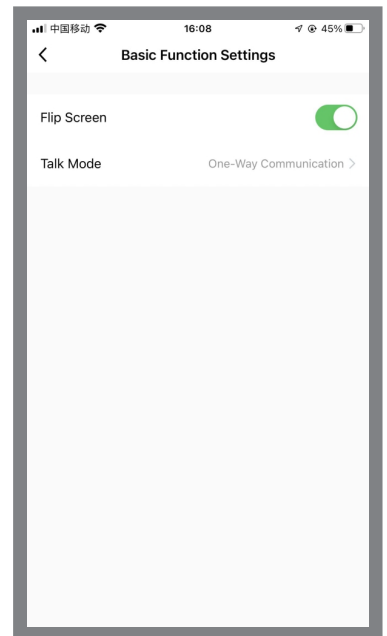 中国移动 16:08 45%
Basic Function Settings
Flip Screen
Talk Mode One-Way Communication >